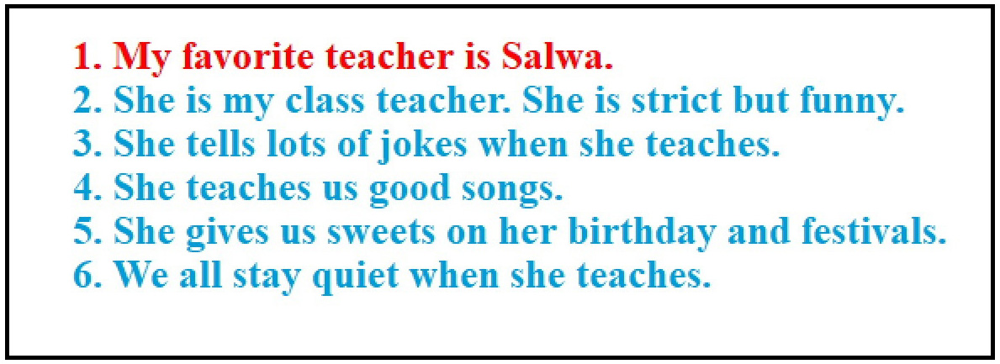 1. My favorite teacher is Salwa.
2. She is my class teacher. She is strict but funny.
3. She tells lots of jokes when she teaches.
4. She teaches us good songs.
5. She gives us sweets on her birthday and festivals.
6. We all stay quiet when she teaches.